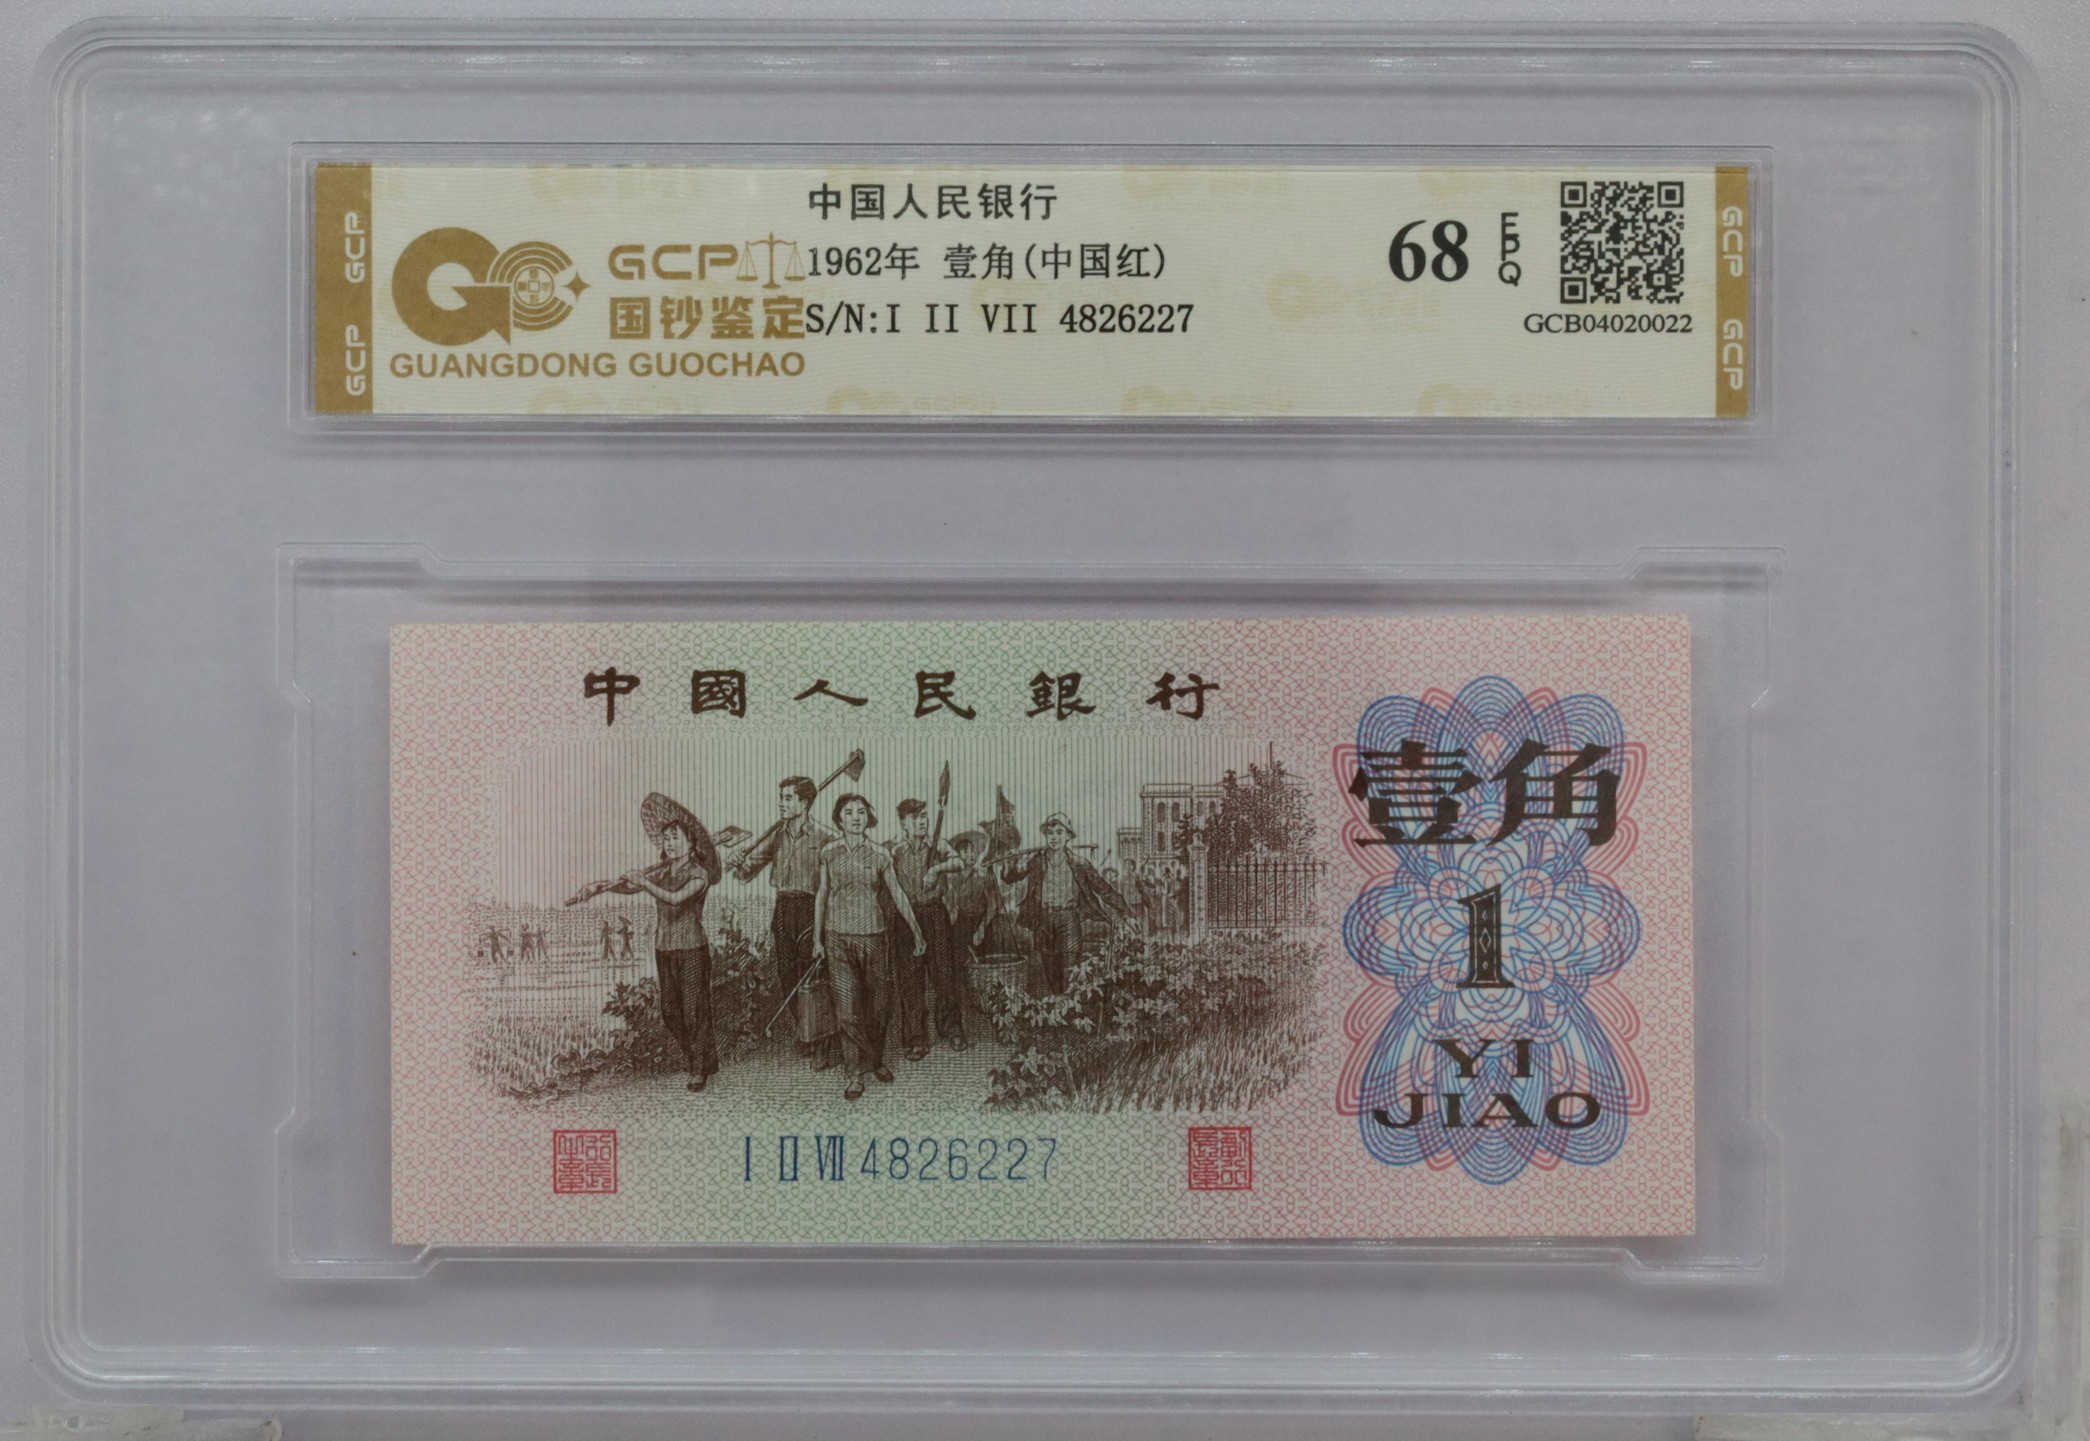 中国人民银行
1962年 壹角(中国红)
S/N:I II VII 4826227
GCP
国钞鉴定
GUANGDONG GUOCHAO
68 EPQ
GCB04020022
GCP GCP
GCP GCP
中國人民銀行
壹角
1
YI
JIAO
I II VII 4826227